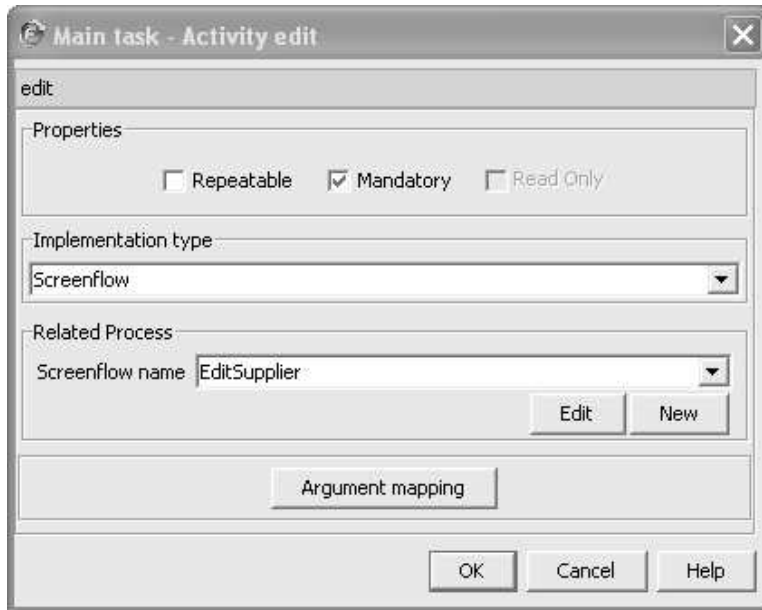 Main task - Activity edit
edit
Properties
Repeatable Mandatory Read Only
Implementation type
Screenflow
Related Process
Screenflow name EditSupplier
Edit New
Argument mapping
OK Cancel Help